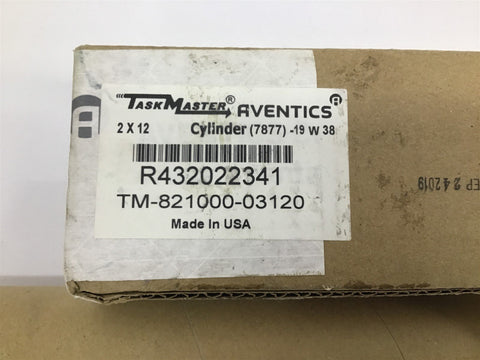 TASKMASTER® AVENTICS
2 X 12 Cylinder (7877) -19 W 38
R432022341
TM-821000-03120
Made In USA
EP 2 4 2019